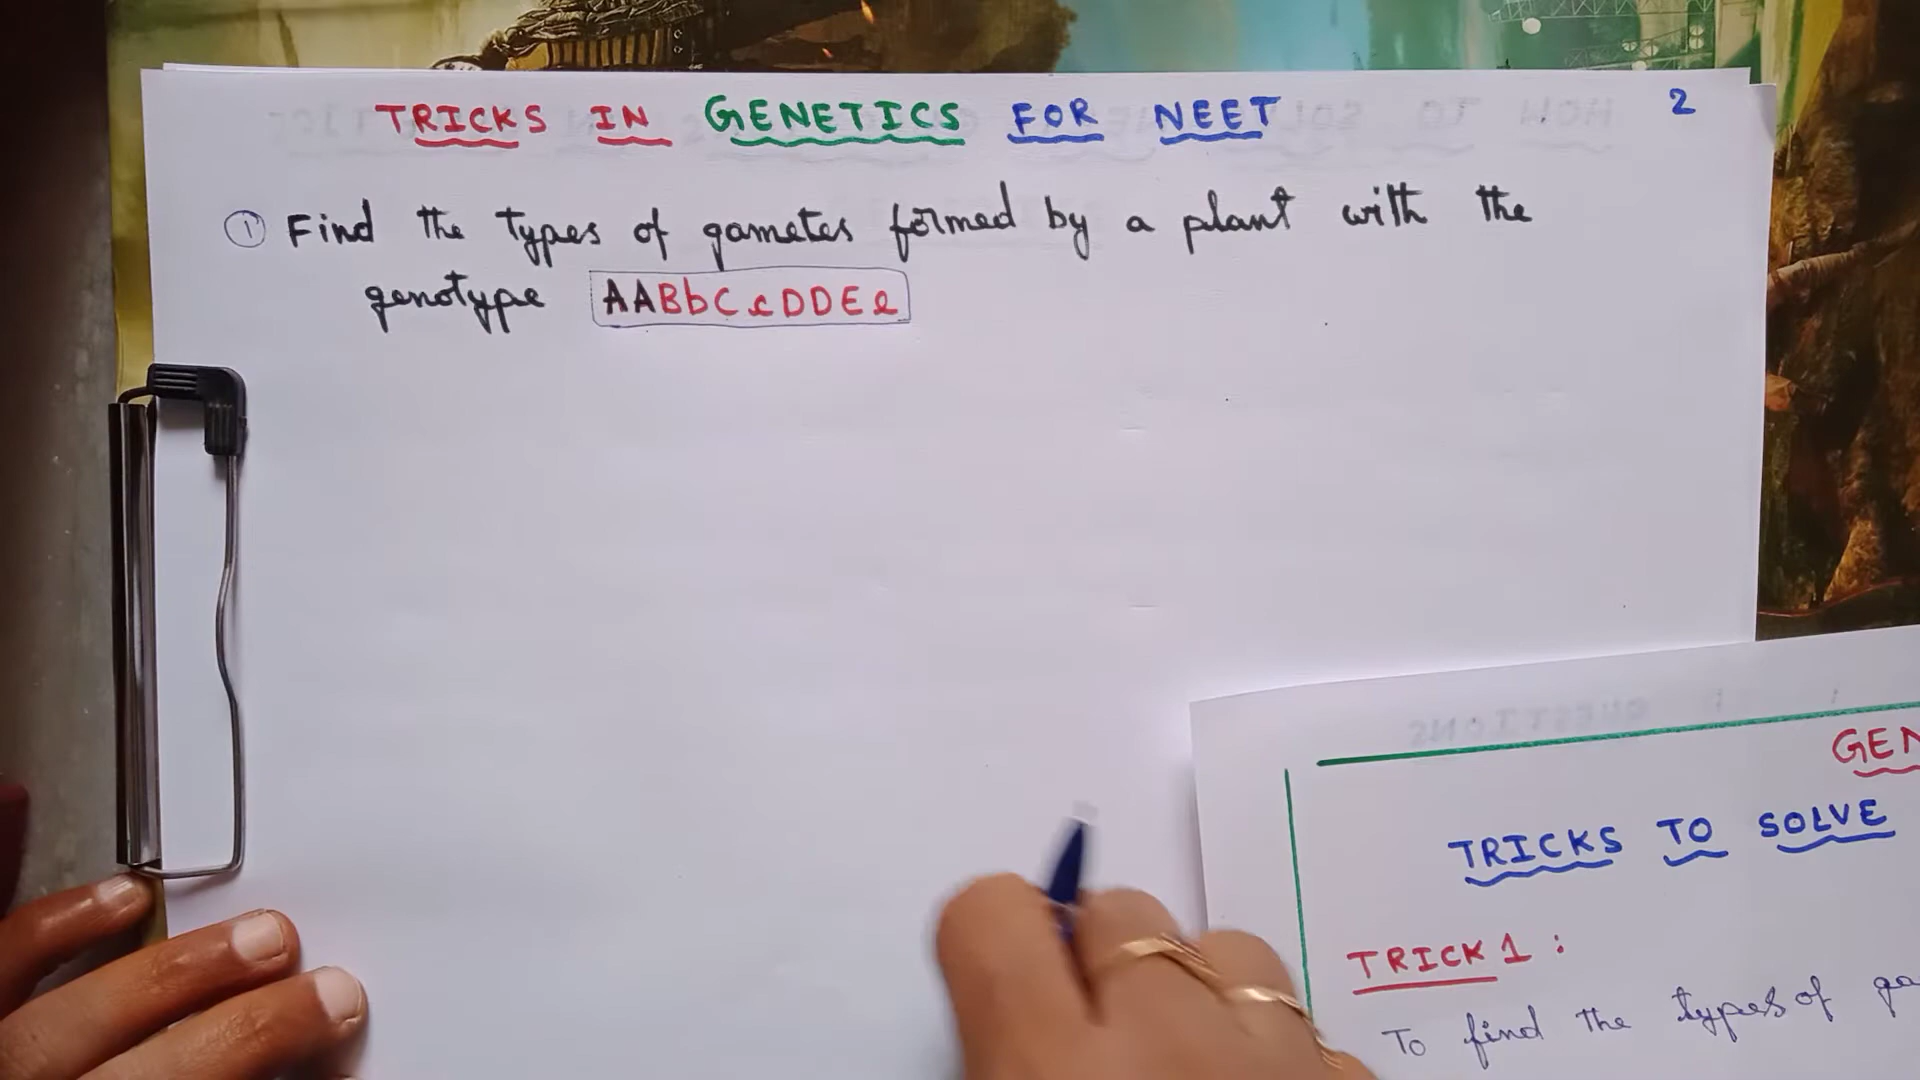 TRICKS IN GENETICS FOR NEET 2
① Find the types of gametes formed by a plant with the
genotype AABbCcDDEe
GEN
TRICKS TO SOLVE
TRICK 1 :
To find the types of ga